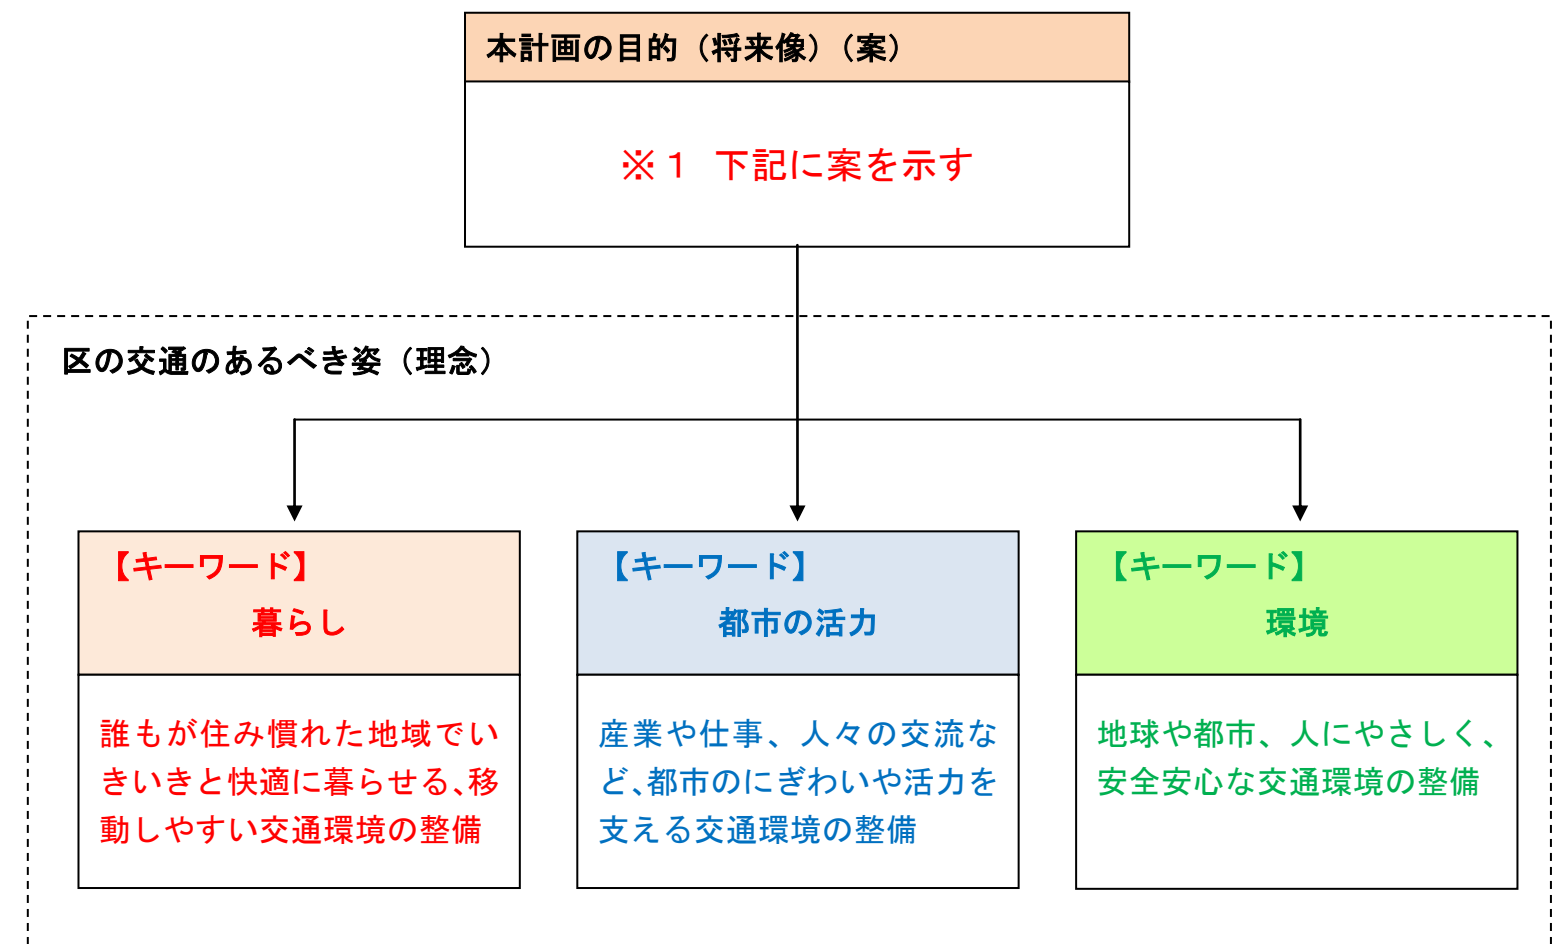 本計画の目的（将来像）（案）
※１　下記に案を示す
区の交通のあるべき姿（理念）
【キーワード】
暮らし
誰もが住み慣れた地域でい
きいきと快適に暮らせる、移
動しやすい交通環境の整備
【キーワード】
都市の活力
産業や仕事、人々の交流な
ど、都市のにぎわいや活力を
支える交通環境の整備
【キーワード】
環境
地球や都市、人にやさしく、
安全安心な交通環境の整備